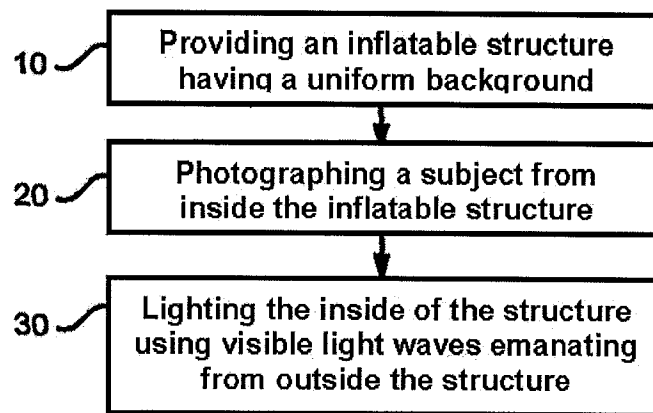 10
Providing an inflatable structure
having a uniform background
20
Photographing a subject from
inside the inflatable structure
30
Lighting the inside of the structure
using visible light waves emanating
from outside the structure